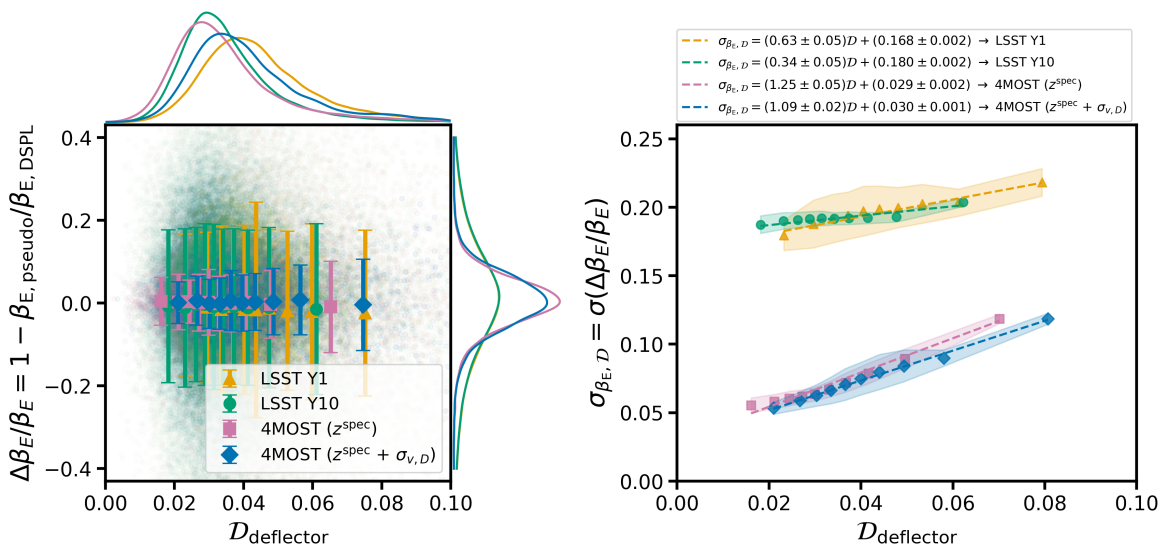 Δβ_E/β_E = 1 − β_E,pseudo/β_E,DSPL
0.4
0.2
0.0
−0.2
−0.4
LSST Y1
LSST Y10
4MOST (z^spec)
4MOST (z^spec + σ_v,D)
0.00 0.02 0.04 0.06 0.08 0.10
𝒟_deflector
σ_β_E,𝒟 = (0.63 ± 0.05)𝒟 + (0.168 ± 0.002) → LSST Y1
σ_β_E,𝒟 = (0.34 ± 0.05)𝒟 + (0.180 ± 0.002) → LSST Y10
σ_β_E,𝒟 = (1.25 ± 0.05)𝒟 + (0.029 ± 0.002) → 4MOST (z^spec)
σ_β_E,𝒟 = (1.09 ± 0.02)𝒟 + (0.030 ± 0.001) → 4MOST (z^spec + σ_v,D)
σ_β_E,𝒟 = σ(Δβ_E/β_E)
0.25
0.20
0.15
0.10
0.05
0.00
0.00 0.02 0.04 0.06 0.08 0.10
𝒟_deflector